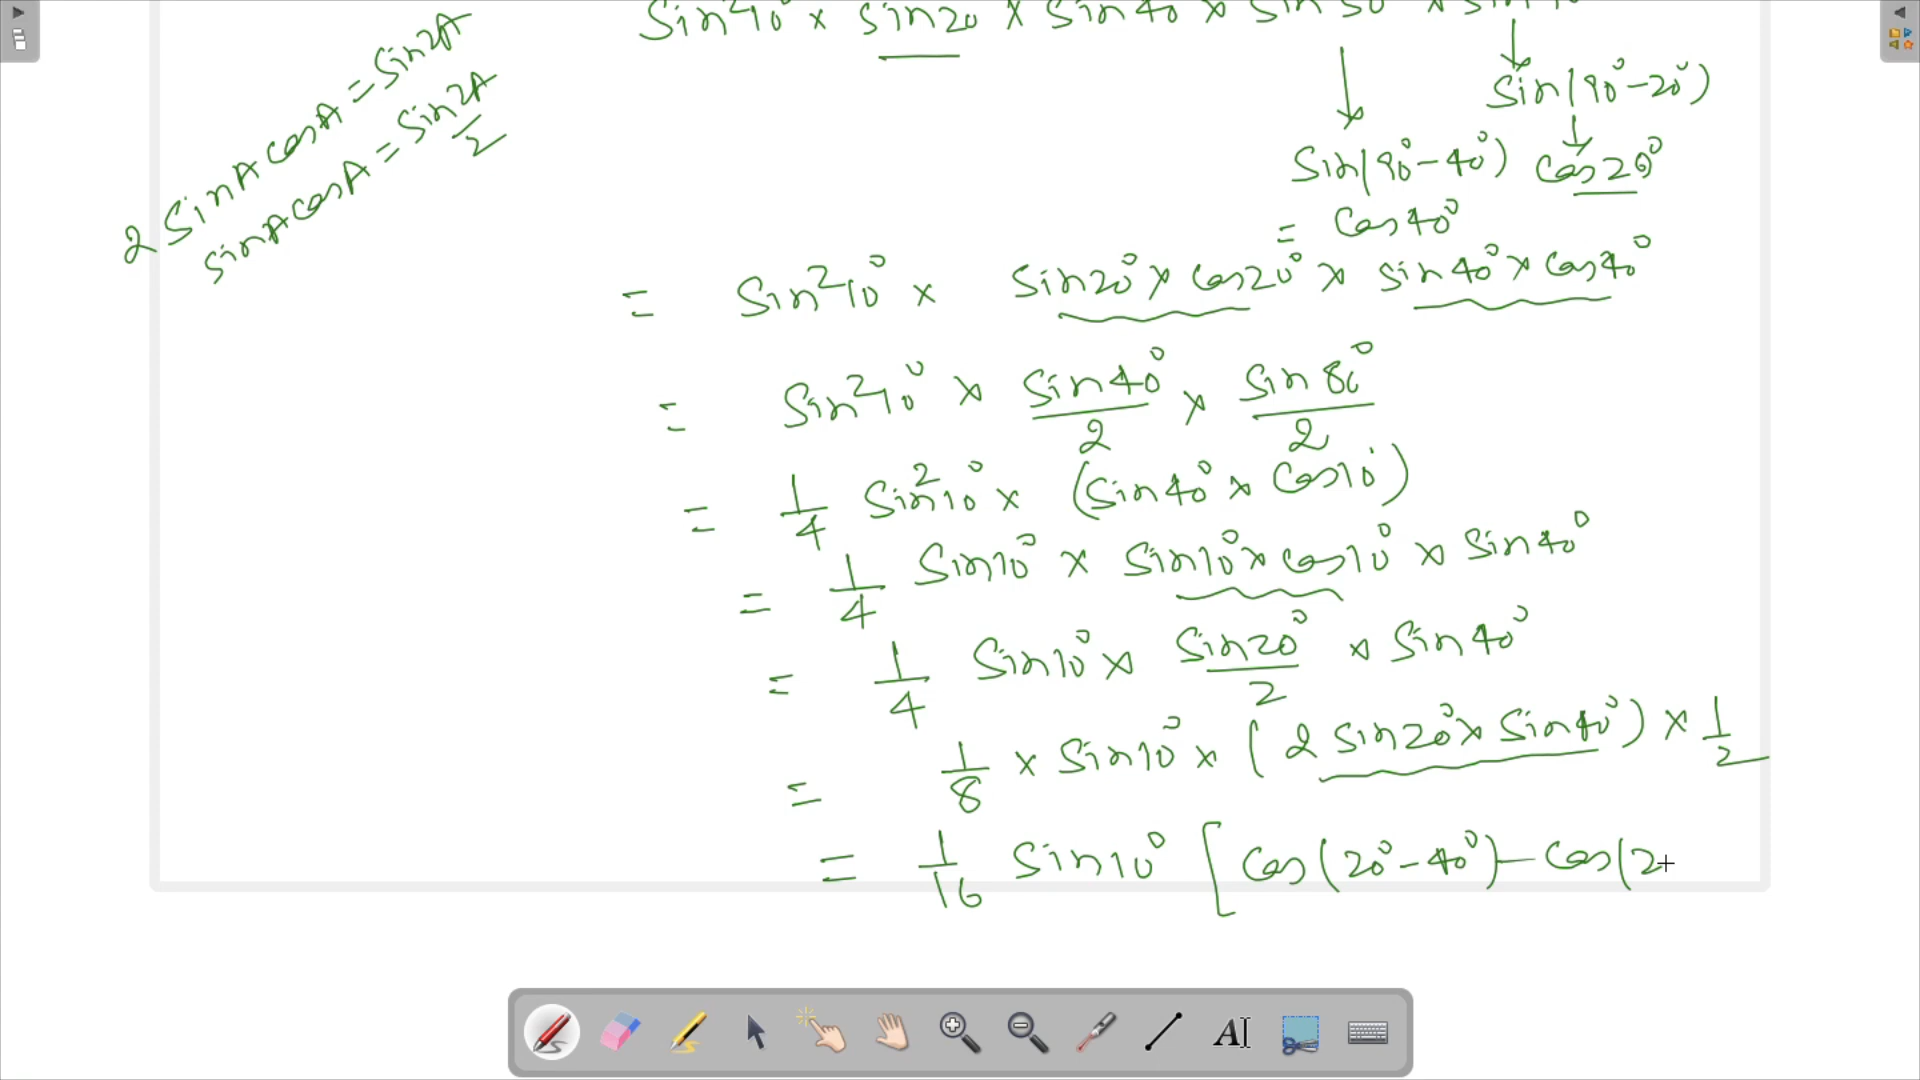 Sin²10° × Sin20 × Sin40 × Sin50 × Sin
2 SinA cosA = Sin2A
SinA cosA = Sin2A/2
Sin(90°-20°)
Sin(90°-40°) Cos20°
= Cos40°
= Sin²10° × Sin20° × Cos20° × Sin40° × Cos40°
= Sin²10° × Sin40°/2 × Sin80°/2
= 1/4 Sin²10° × (Sin40° × Cos10°)
= 1/4 Sin10° × Sin10° × Cos10° × Sin40°
= 1/4 Sin10° × Sin20°/2 × Sin40°
= 1/8 × Sin10° × (2 Sin20° × Sin40°) × 1/2
= 1/16 Sin10° [Cos(20°-40°) - Cos(2
AI